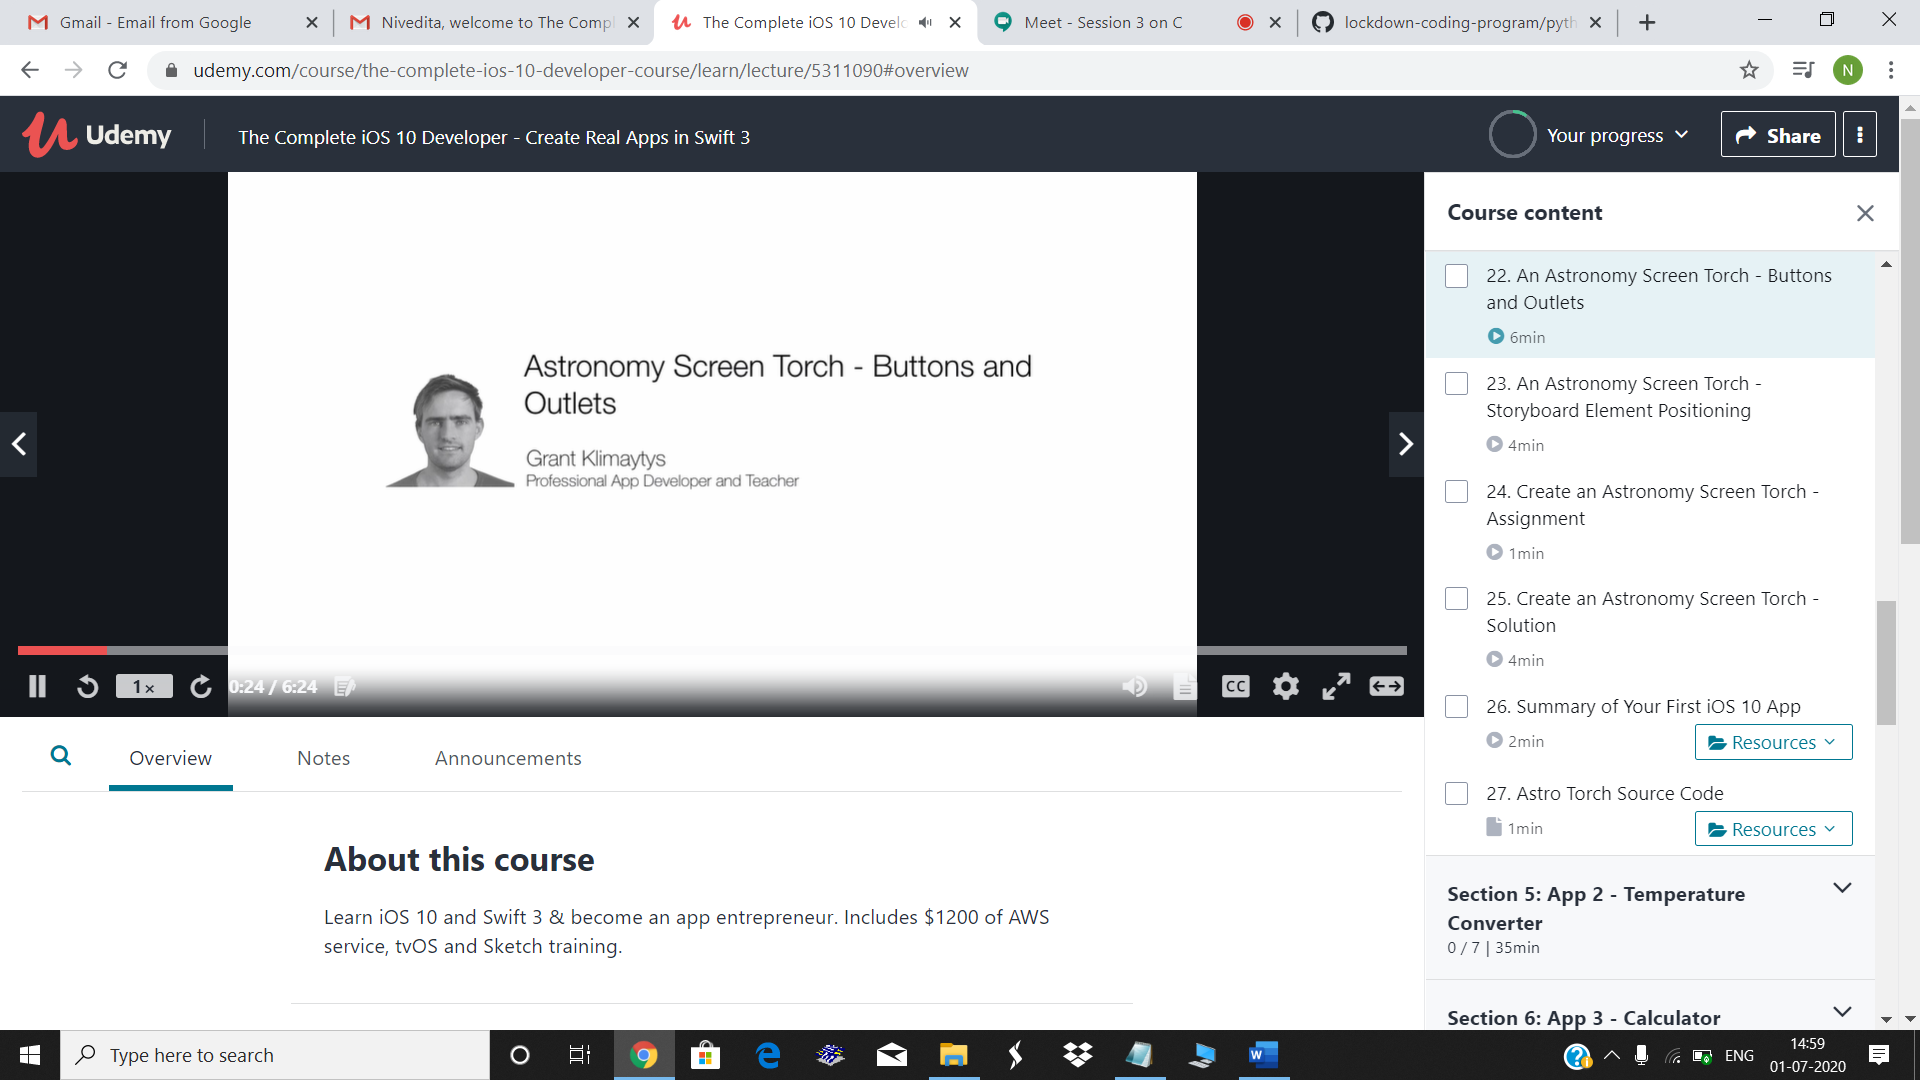 Gmail - Email from Google
Nivedita, welcome to The Compl
The Complete iOS 10 Develo
Meet - Session 3 on C
lockdown-coding-program/pyth
udemy.com/course/the-complete-ios-10-developer-course/learn/lecture/5311090#overview
N
Udemy
The Complete iOS 10 Developer - Create Real Apps in Swift 3
Your progress
Share
Astronomy Screen Torch - Buttons and
Outlets
Grant Klimaytys
Professional App Developer and Teacher
1×
0:24 / 6:24
CC
Overview
Notes
Announcements
About this course
Learn iOS 10 and Swift 3 & become an app entrepreneur. Includes $1200 of AWS
service, tvOS and Sketch training.
Course content
22. An Astronomy Screen Torch - Buttons
and Outlets
6min
23. An Astronomy Screen Torch -
Storyboard Element Positioning
4min
24. Create an Astronomy Screen Torch -
Assignment
1min
25. Create an Astronomy Screen Torch -
Solution
4min
26. Summary of Your First iOS 10 App
2min
Resources
27. Astro Torch Source Code
1min
Resources
Section 5: App 2 - Temperature
Converter
0 / 7 | 35min
Section 6: App 3 - Calculator
Type here to search
ENG
14:59
01-07-2020